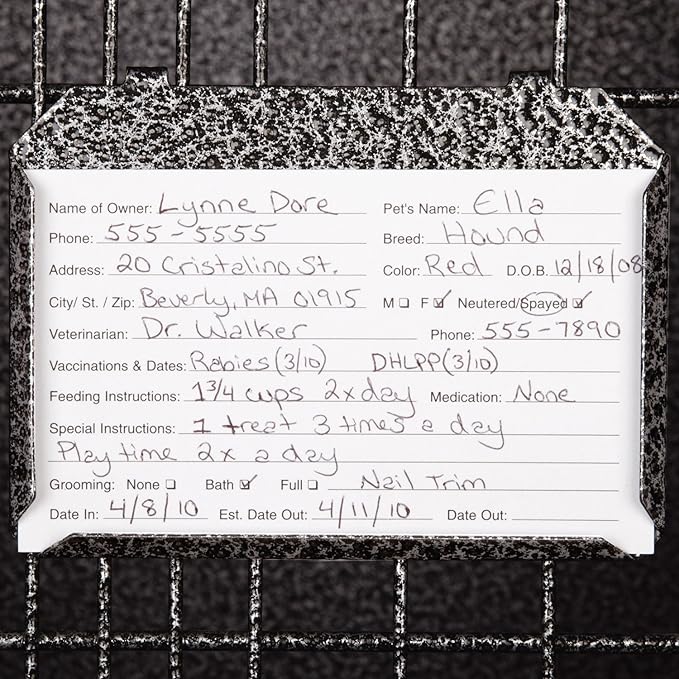 Name of Owner: Lynne Dore Pet's Name: Ella
Phone: 555-5555 Breed: Hound
Address: 20 Cristalino St. Color: Red D.O.B. 12/18/08
City/ St. / Zip: Beverly, MA 01915 M ☐ F ☑ Neutered/Spayed ☑
Veterinarian: Dr. Walker Phone: 555-7890
Vaccinations & Dates: Rabies (3/10) DHLPP (3/10)
Feeding Instructions: 1 3/4 cups 2x day Medication: None
Special Instructions: 1 treat 3 times a day
Play time 2x a day
Grooming: None ☐ Bath ☑ Full ☐ Nail Trim
Date In: 4/8/10 Est. Date Out: 4/11/10 Date Out: